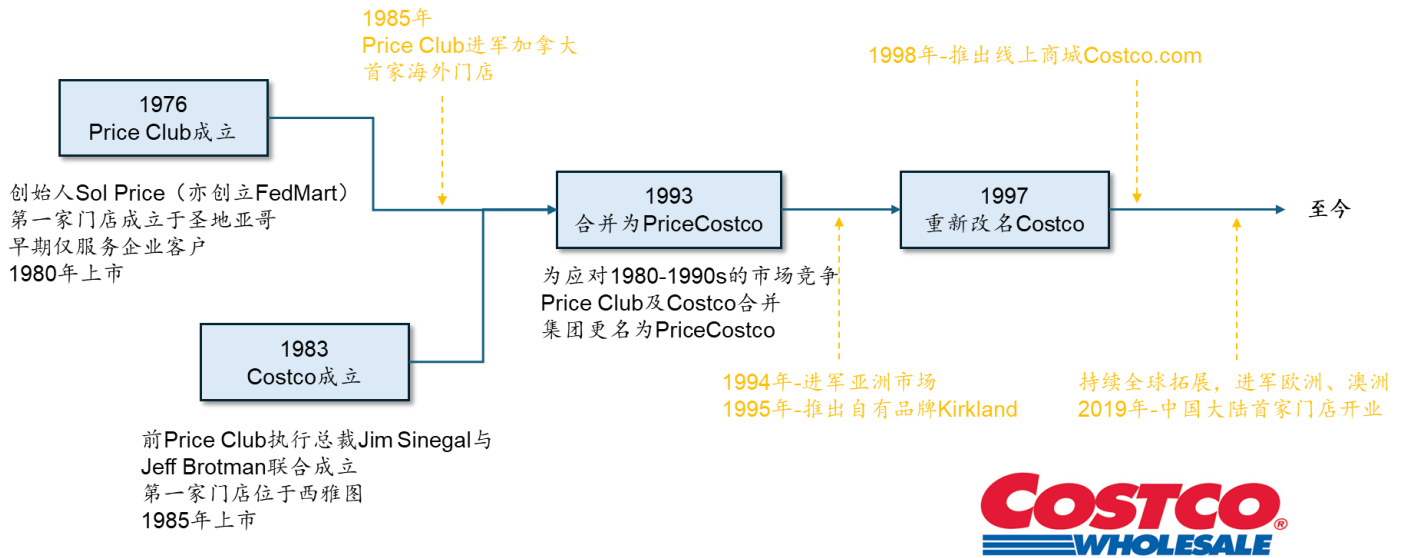 1985年
Price Club进军加拿大
首家海外门店
1998年-推出线上商城Costco.com
1976
Price Club成立
创始人Sol Price（亦创立FedMart）
第一家门店成立于圣地亚哥
早期仅服务企业客户
1980年上市
1993
合并为PriceCostco
1997
重新改名Costco
至今
为应对1980-1990s的市场竞争
Price Club及Costco合并
集团更名为PriceCostco
1983
Costco成立
前Price Club执行总裁Jim Sinegal与
Jeff Brotman联合成立
第一家门店位于西雅图
1985年上市
1994年-进军亚洲市场
1995年-推出自有品牌Kirkland
持续全球拓展，进军欧洲、澳洲
2019年-中国大陆首家门店开业
COSTCO®
WHOLESALE